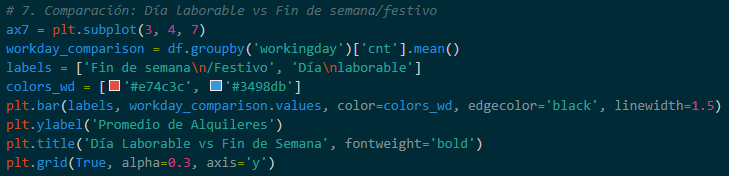 # 7. Comparación: Día laborable vs Fin de semana/festivo
ax7 = plt.subplot(3, 4, 7)
workday_comparison = df.groupby('workingday')['cnt'].mean()
labels = ['Fin de semana\n/Festivo', 'Día\nlaborable']
colors_wd = ['#e74c3c', '#3498db']
plt.bar(labels, workday_comparison.values, color=colors_wd, edgecolor='black', linewidth=1.5)
plt.ylabel('Promedio de Alquileres')
plt.title('Día Laborable vs Fin de Semana', fontweight='bold')
plt.grid(True, alpha=0.3, axis='y')